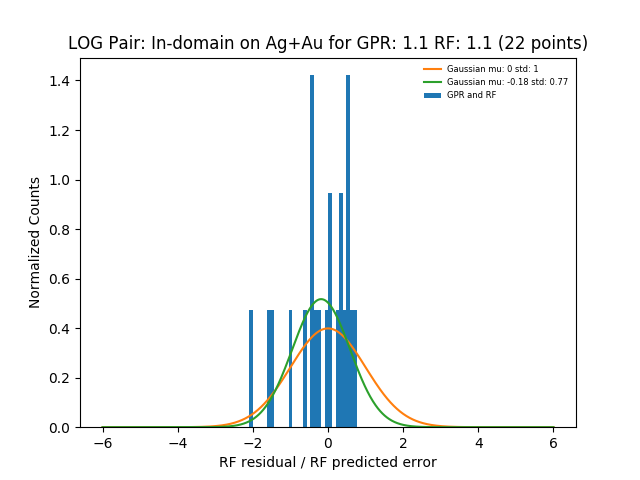 LOG Pair: In-domain on Ag+Au for GPR: 1.1 RF: 1.1 (22 points)
Gaussian mu: 0 std: 1
Gaussian mu: -0.18 std: 0.77
GPR and RF
Normalized Counts
1.4
1.2
1.0
0.8
0.6
0.4
0.2
0.0
−6 −4 −2 0 2 4 6
RF residual / RF predicted error